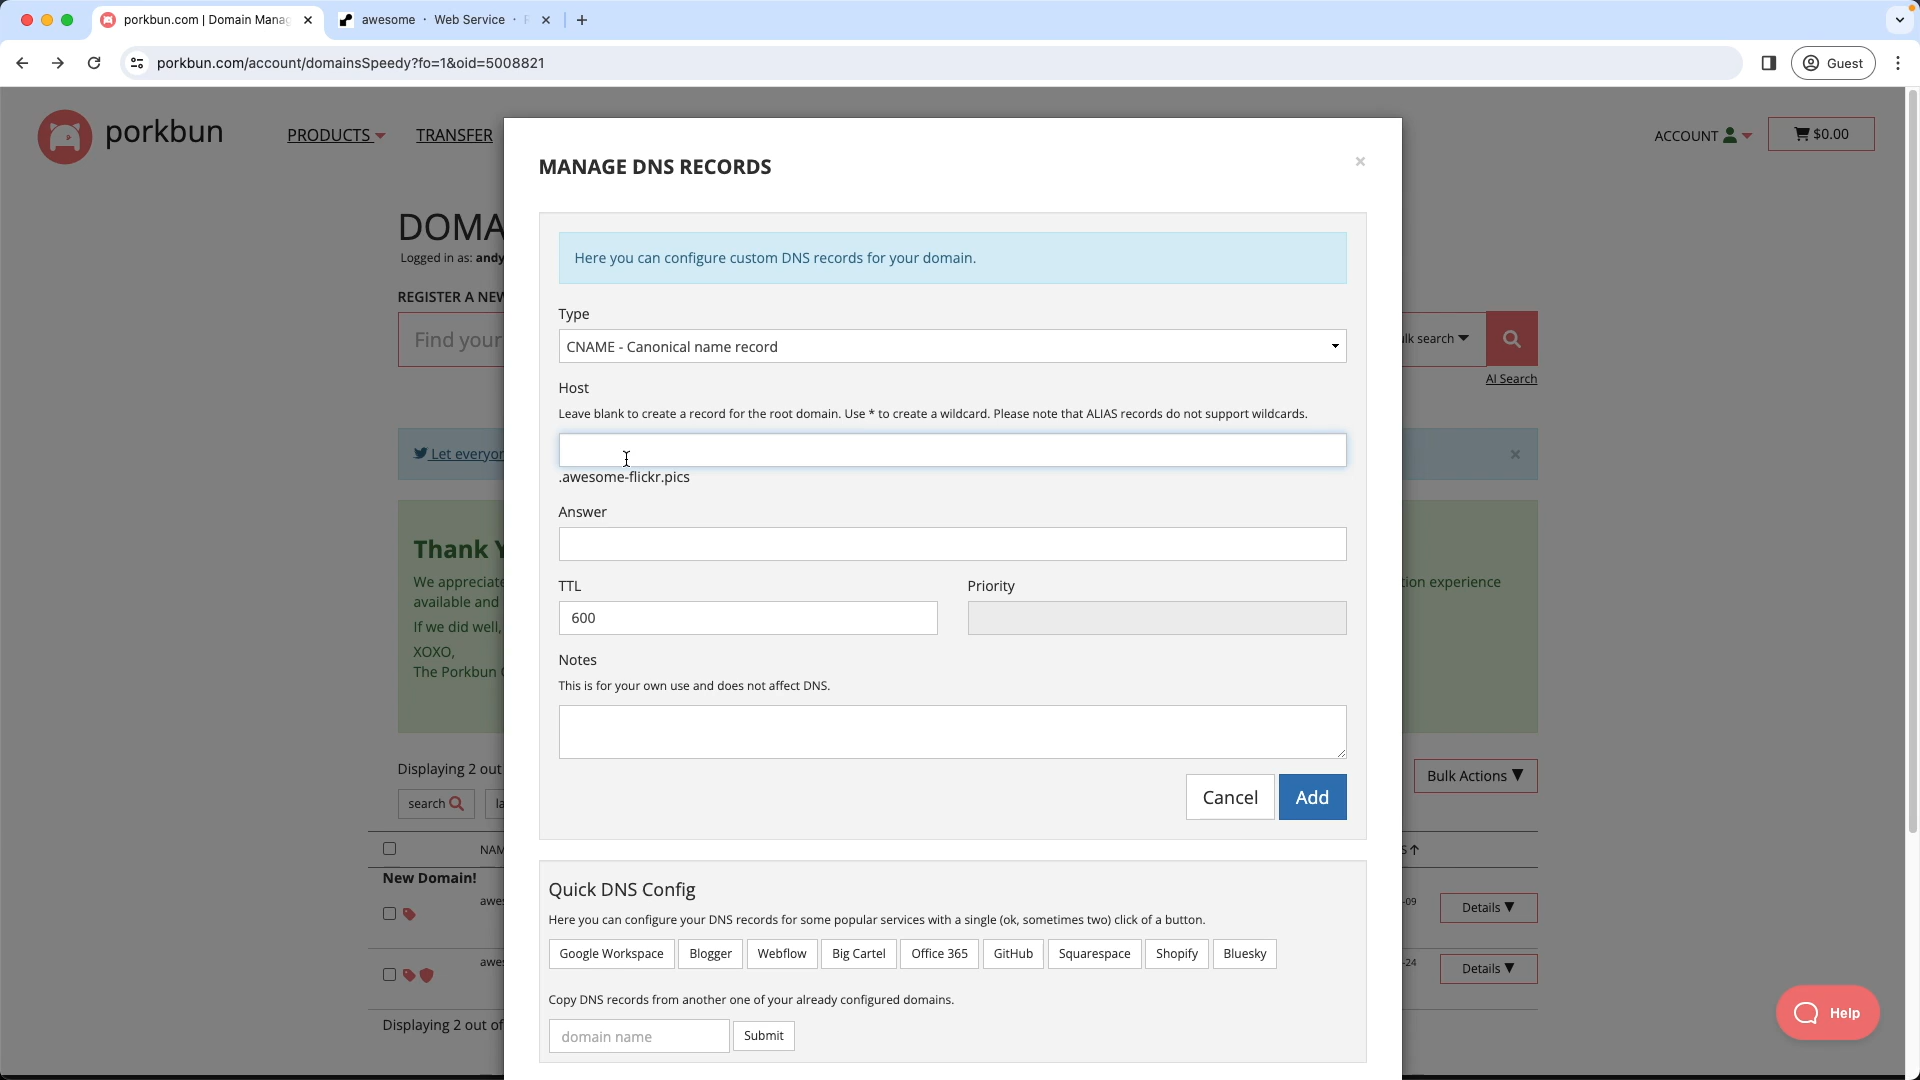 porkbun.com | Domain Manag
awesome · Web Service ·
porkbun.com/account/domainsSpeedy?fo=1&oid=5008821
Guest
porkbun
PRODUCTS
TRANSFER
ACCOUNT
$0.00
MANAGE DNS RECORDS
×
DOMA
Logged in as: andy
REGISTER A NEW
Find your
ulk search
AI Search
Let everyon
×
Here you can configure custom DNS records for your domain.
Type
CNAME - Canonical name record
Host
Leave blank to create a record for the root domain. Use * to create a wildcard. Please note that ALIAS records do not support wildcards.
.awesome-flickr.pics
Answer
TTL
600
Priority
Notes
This is for your own use and does not affect DNS.
Cancel
Add
Thank Y
We appreciate
tion experience
available and
If we did well,
XOXO,
The Porkbun
Displaying 2 out
Bulk Actions ▼
search
la
NAM
S ↑
New Domain!
awes
-09
Details ▼
awes
-24
Details ▼
Displaying 2 out of
Quick DNS Config
Here you can configure your DNS records for some popular services with a single (ok, sometimes two) click of a button.
Google Workspace
Blogger
Webflow
Big Cartel
Office 365
GitHub
Squarespace
Shopify
Bluesky
Copy DNS records from another one of your already configured domains.
domain name
Submit
Help